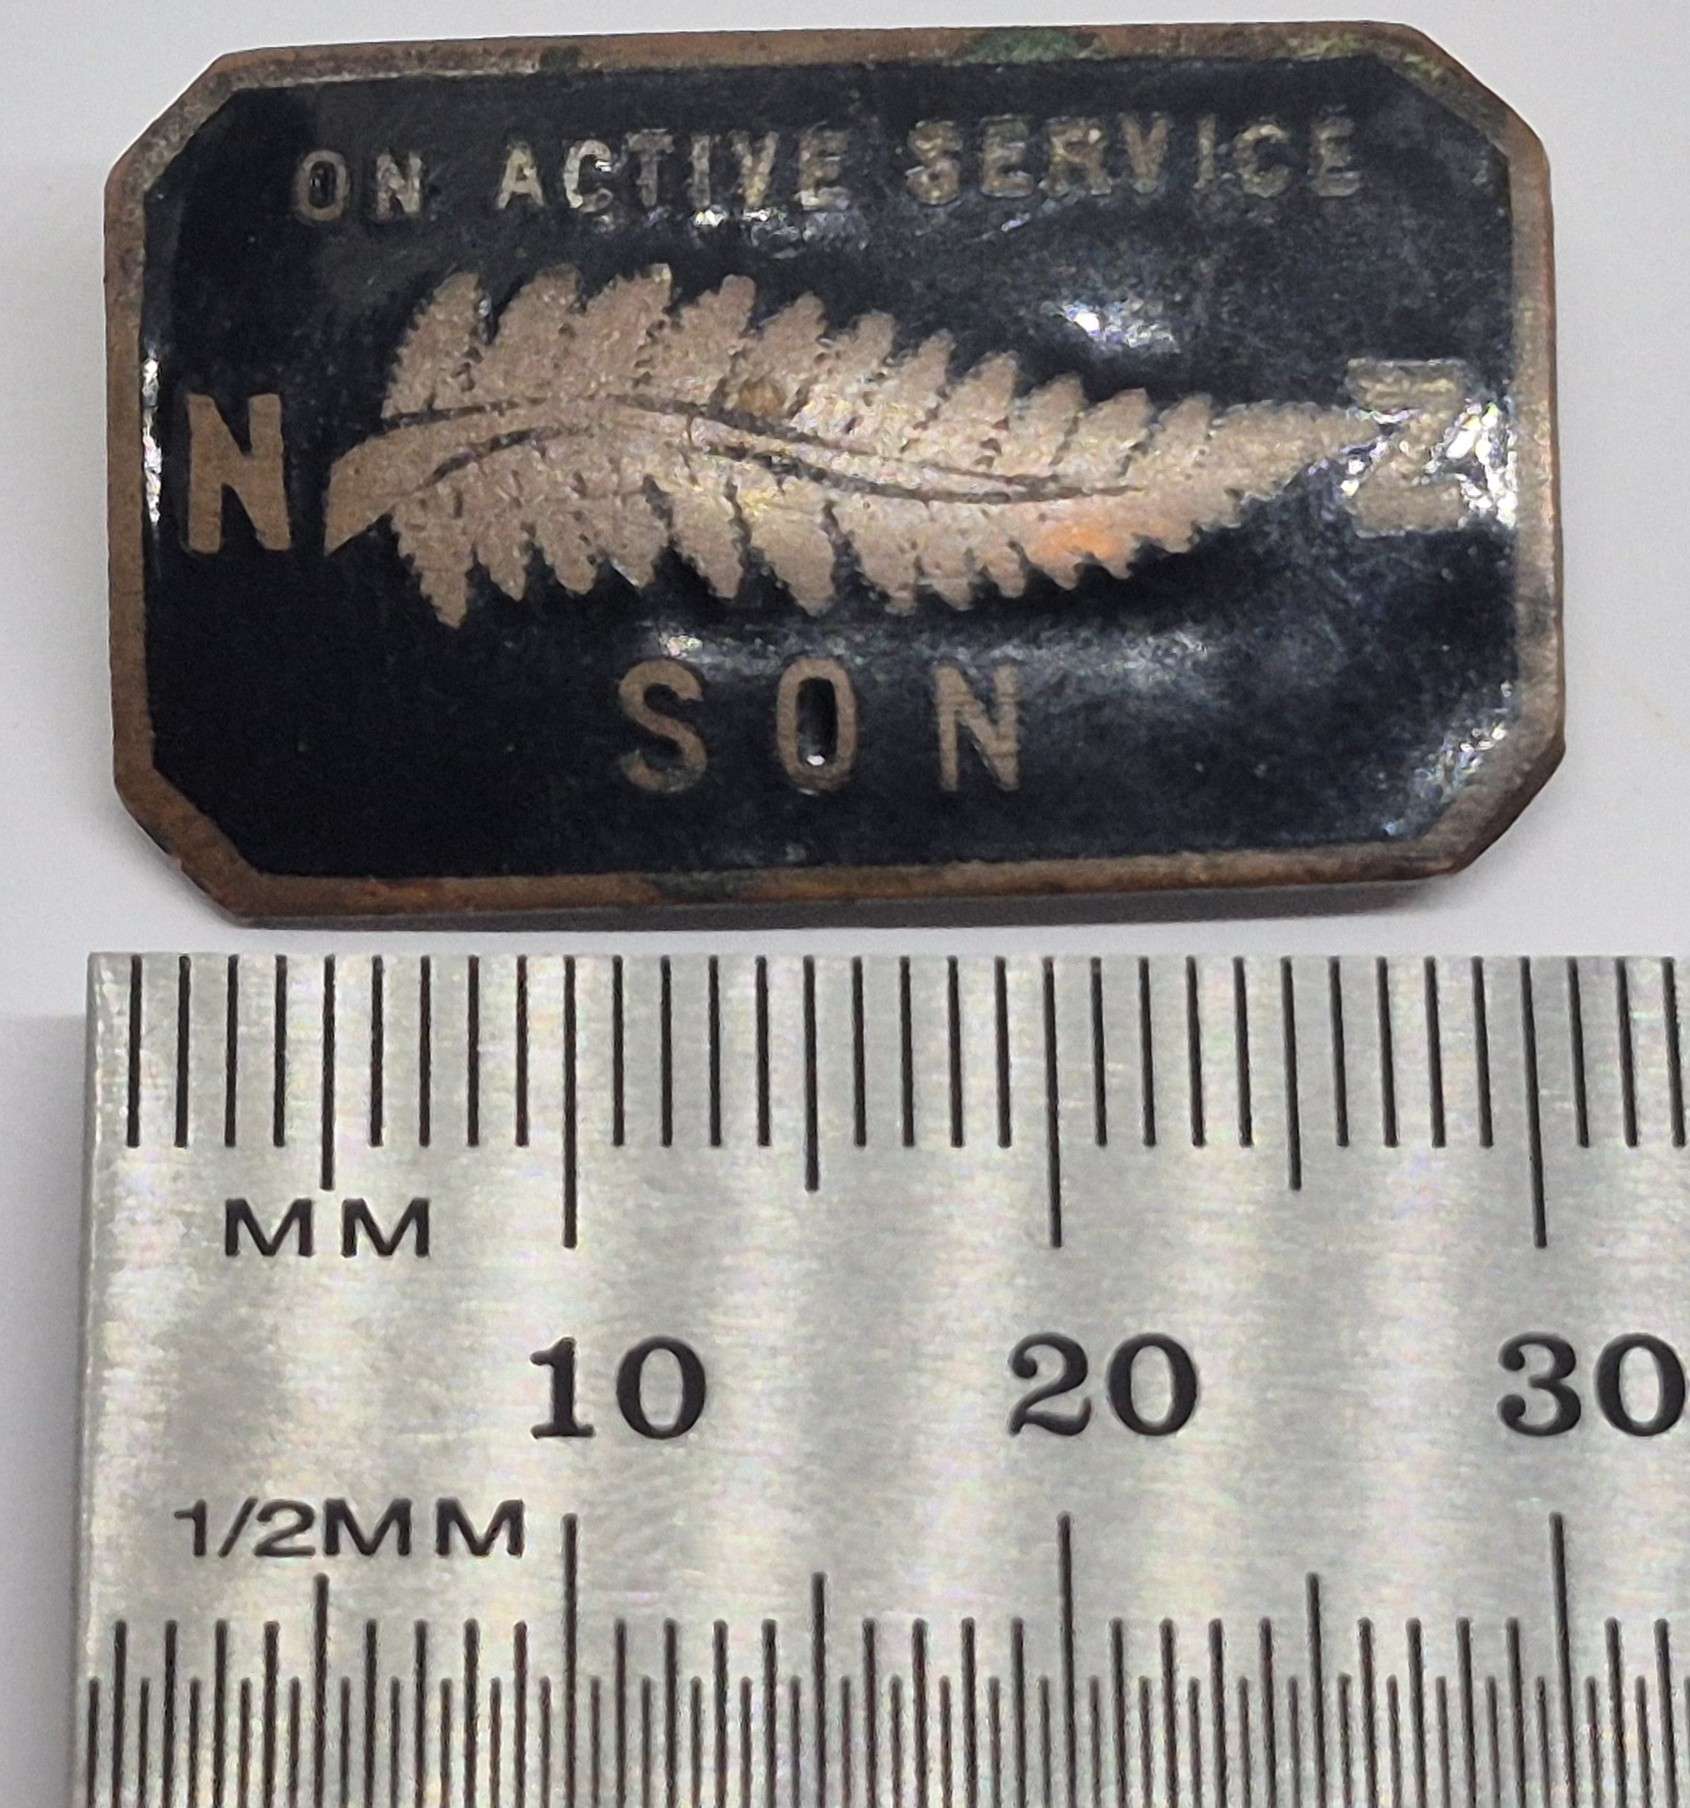 ON ACTIVE SERVICE
N Z
SON
MM
10 20 30
1/2MM